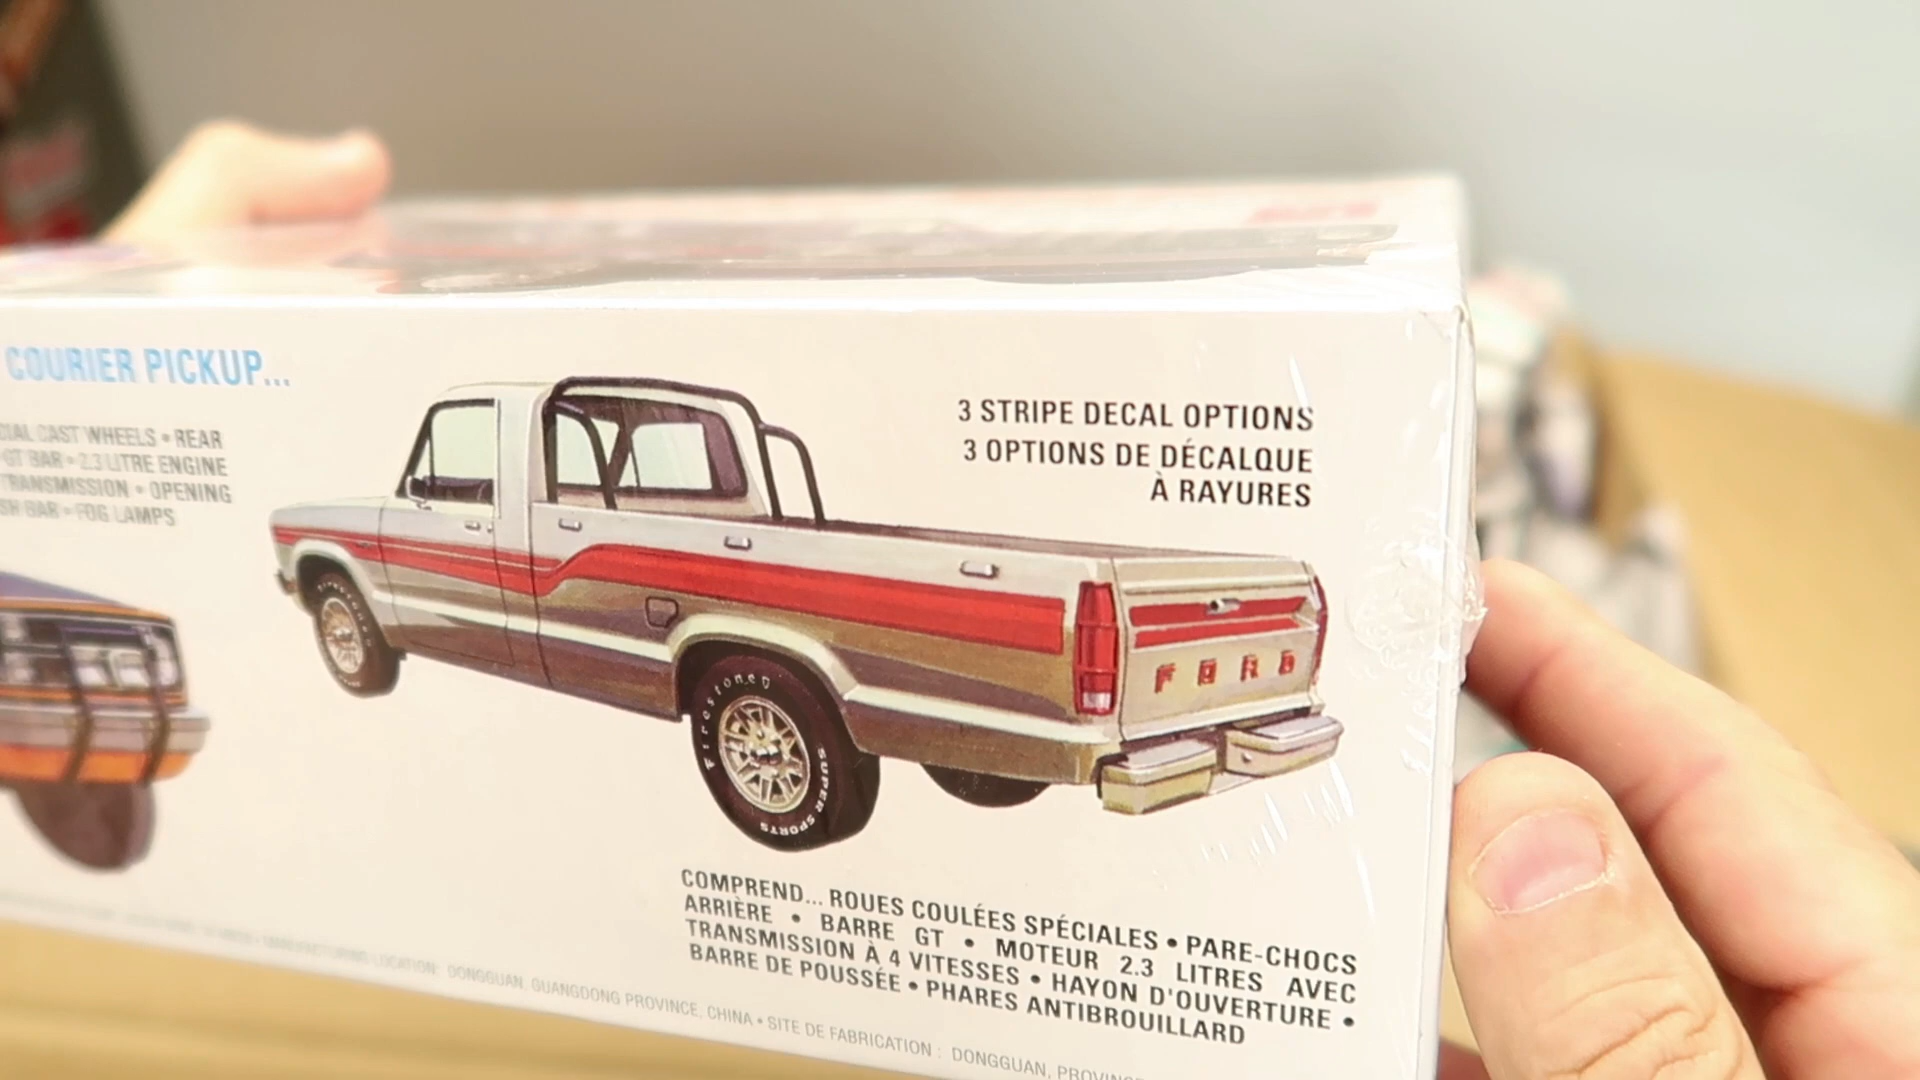 COURIER PICKUP...
CAST WHEELS • REAR
GT BAR • 2.3 LITRE ENGINE
TRANSMISSION • OPENING
BAR • FOG LAMPS
3 STRIPE DECAL OPTIONS
3 OPTIONS DE DÉCALQUE
À RAYURES
Firestone
SUPER SPORTS
FORD
COMPREND... ROUES COULÉES SPÉCIALES • PARE-CHOCS
ARRIÈRE • BARRE GT • MOTEUR 2.3 LITRES AVEC
TRANSMISSION À 4 VITESSES • HAYON D'OUVERTURE •
BARRE DE POUSSÉE • PHARES ANTIBROUILLARD
MANUFACTURING LOCATION: DONGGUAN, GUANGDONG PROVINCE, CHINA • SITE DE FABRICATION : DONGGUAN,